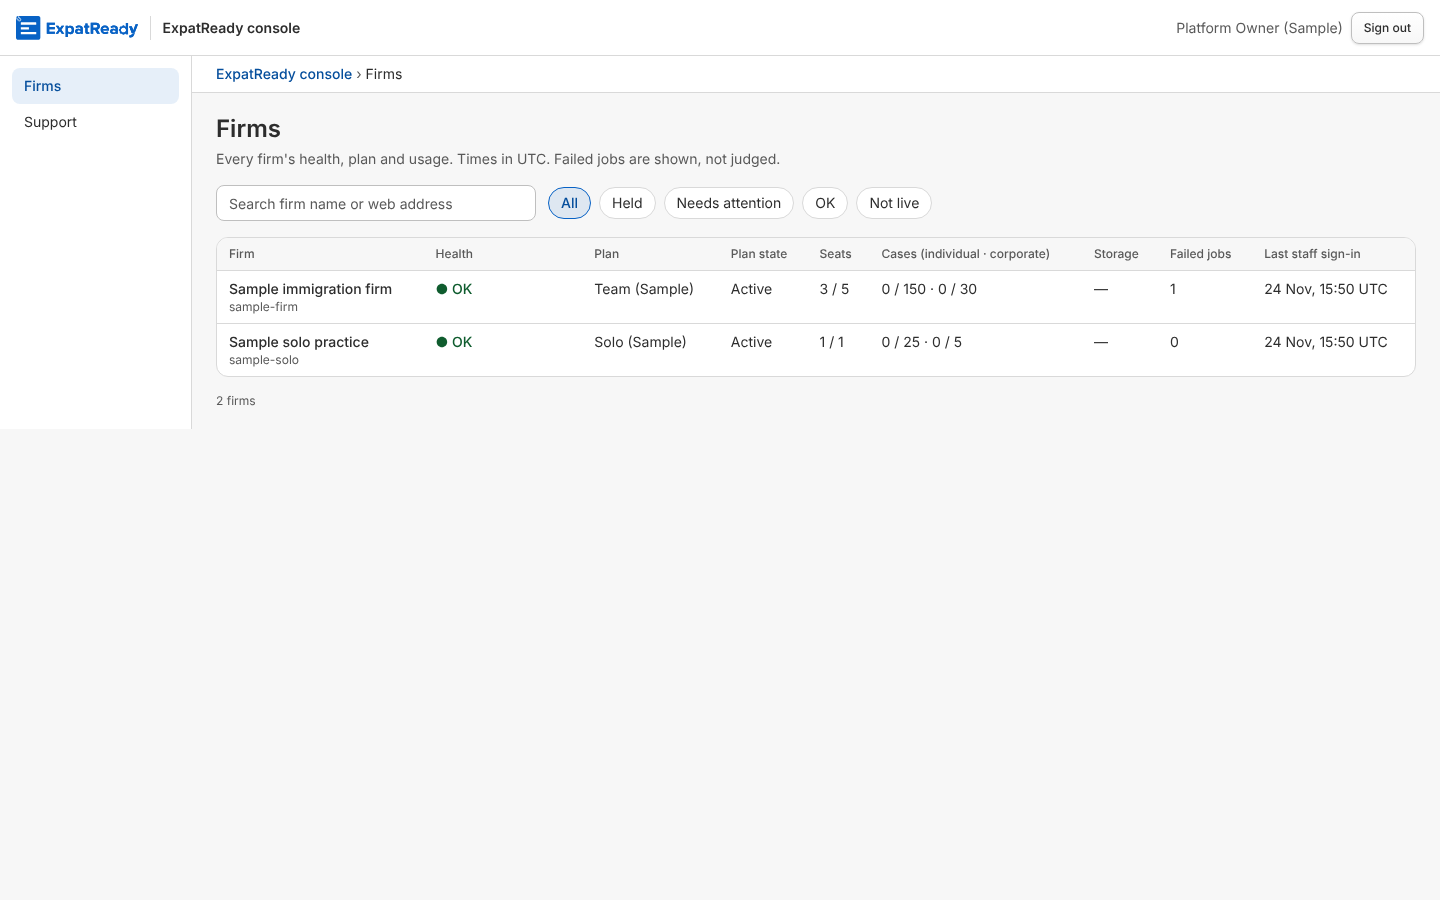 ExpatReady ExpatReady console Platform Owner (Sample) Sign out
Firms
Support
ExpatReady console › Firms
Firms
Every firm's health, plan and usage. Times in UTC. Failed jobs are shown, not judged.
Search firm name or web address All Held Needs attention OK Not live
Firm Health Plan Plan state Seats Cases (individual · corporate) Storage Failed jobs Last staff sign-in
Sample immigration firm ● OK Team (Sample) Active 3 / 5 0 / 150 · 0 / 30 — 1 24 Nov, 15:50 UTC
sample-firm
Sample solo practice ● OK Solo (Sample) Active 1 / 1 0 / 25 · 0 / 5 — 0 24 Nov, 15:50 UTC
sample-solo
2 firms